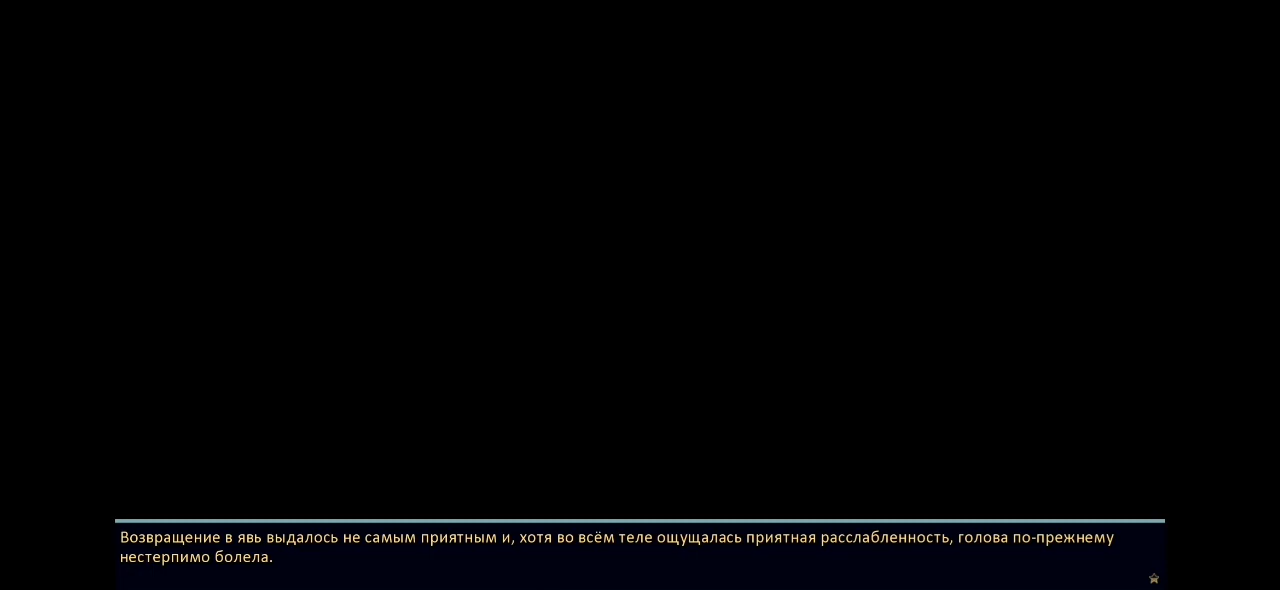 Возвращение в явь выдалось не самым приятным и, хотя во всём теле ощущалась приятная расслабленность, голова по-прежнему
нестерпимо болела.